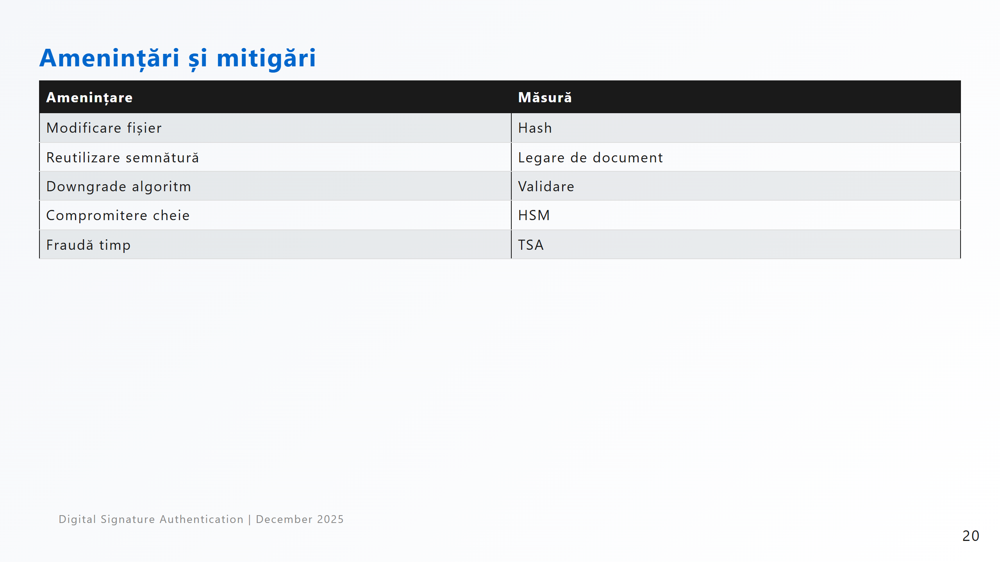 Amenințări și mitigări
Amenințare Măsură
Modificare fișier Hash
Reutilizare semnătură Legare de document
Downgrade algoritm Validare
Compromitere cheie HSM
Fraudă timp TSA
Digital Signature Authentication | December 2025
20